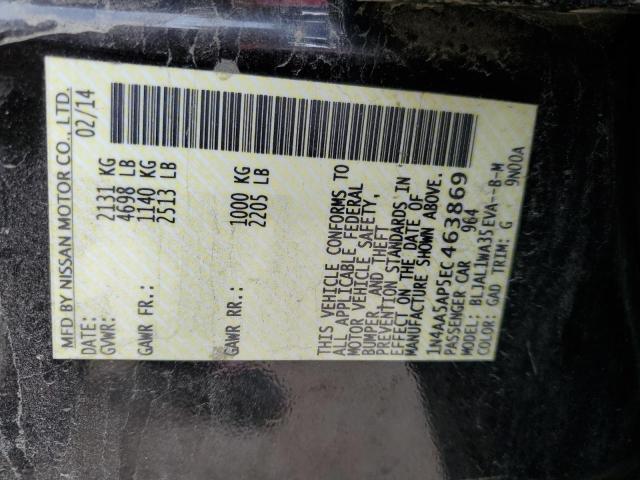 MFD BY NISSAN MOTOR CO., LTD.
DATE: 02/14
GVWR: 2131 KG
4698 LB
GAWR FR.: 1140 KG
2513 LB
GAWR RR.: 1000 KG
2205 LB
THIS VEHICLE CONFORMS TO
ALL APPLICABLE FEDERAL
MOTOR VEHICLE SAFETY,
BUMPER, AND THEFT
PREVENTION STANDARDS IN
EFFECT ON THE DATE OF
MANUFACTURE SHOWN ABOVE.
1N4AA5AP5EC463869
PASSENGER CAR 964
MODEL: BLJALlWA35EVA--B-M
COLOR: GAD TRIM: G 9N00A